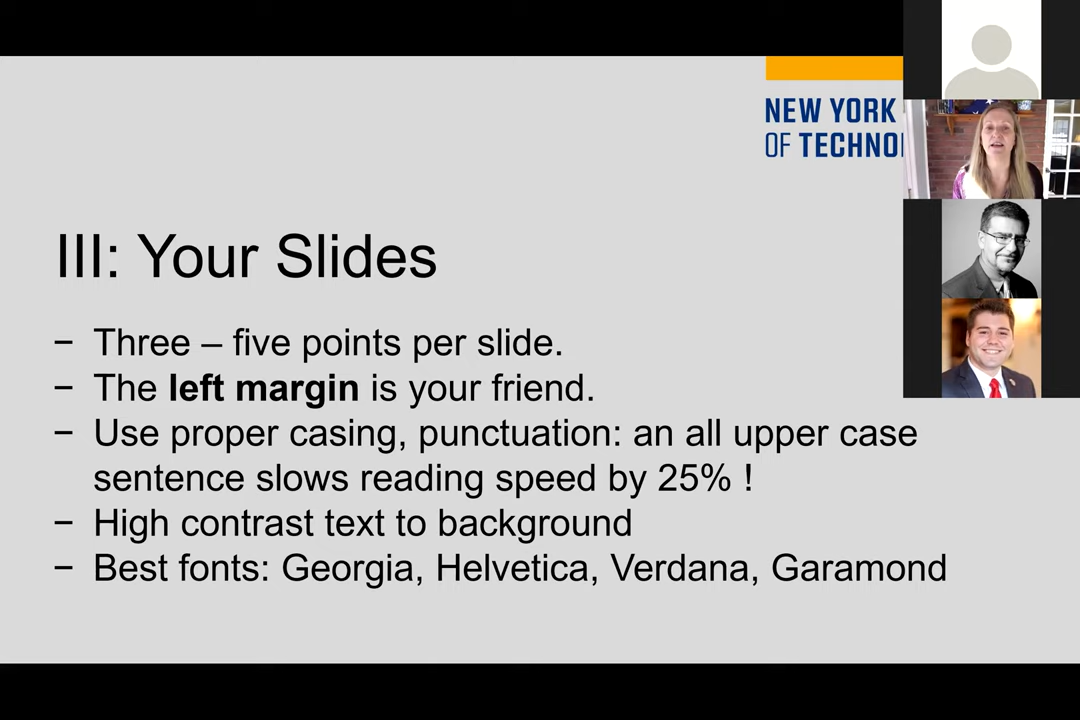 NEW YORK
OF TECHNO
III: Your Slides
– Three – five points per slide.
– The left margin is your friend.
– Use proper casing, punctuation: an all upper case
sentence slows reading speed by 25% !
– High contrast text to background
– Best fonts: Georgia, Helvetica, Verdana, Garamond